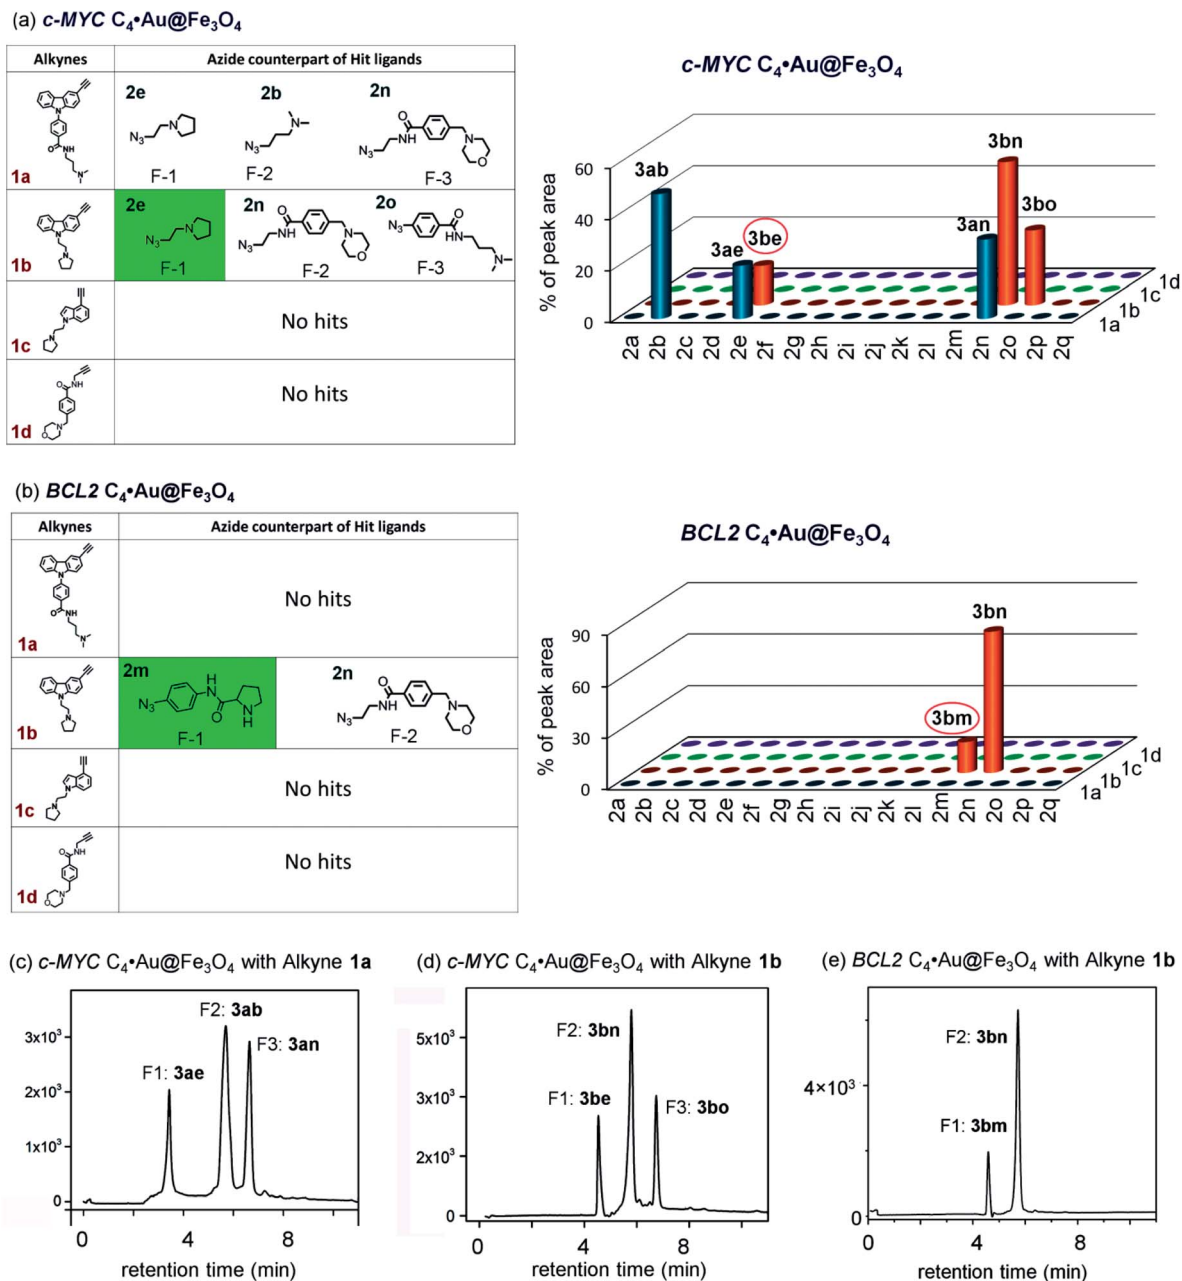 (a) c-MYC C₄•Au@Fe₃O₄
Alkynes Azide counterpart of Hit ligands
1a
2e
F-1
2b
F-2
2n
F-3
1b
2e
F-1
2n
F-2
2o
F-3
1c
No hits
1d
No hits
c-MYC C₄•Au@Fe₃O₄
% of peak area
60
40
20
0
3ab
3ae
3be
3an
3bn
3bo
2a 2b 2c 2d 2e 2f 2g 2h 2i 2j 2k 2l 2m 2n 2o 2p 2q
1a 1b 1c 1d
(b) BCL2 C₄•Au@Fe₃O₄
Alkynes Azide counterpart of Hit ligands
1a
No hits
1b
2m
F-1
2n
F-2
1c
No hits
1d
No hits
BCL2 C₄•Au@Fe₃O₄
% of peak area
90
60
30
0
3bm
3bn
2a 2b 2c 2d 2e 2f 2g 2h 2i 2j 2k 2l 2m 2n 2o 2p 2q
1a 1b 1c 1d
(c) c-MYC C₄•Au@Fe₃O₄ with Alkyne 1a
3x10³
2x10³
1x10³
0
F1: 3ae
F2: 3ab
F3: 3an
0 4 8
retention time (min)
(d) c-MYC C₄•Au@Fe₃O₄ with Alkyne 1b
5x10³
3x10³
2x10³
0
F1: 3be
F2: 3bn
F3: 3bo
0 4 8
retention time (min)
(e) BCL2 C₄•Au@Fe₃O₄ with Alkyne 1b
4×10³
0
F2: 3bn
F1: 3bm
0 4 8
retention time (min)